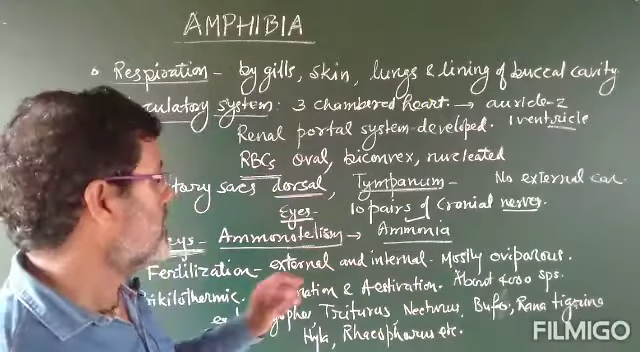 AMPHIBIA
Respiration - by gills, skin, lungs & lining of buccal cavity
culatory system: 3 chambered heart → auricle-2
1 ventricle
Renal portal system-developed.
RBCs oval, biconvex, nucleated
tory sacs dorsal, Tympanum - No external ear.
Eyes- 10 pairs of Cranial nerves.
eys- Ammonotelism → Ammonia
Fertilization- external and internal. Mostly oviparous.
ikilothermic. nation & Aestivation. About 4000 sps.
Triturus Necturus, Bufo, Rana tigrina
Hyla, Rhacophorus etc.
FILMIGO